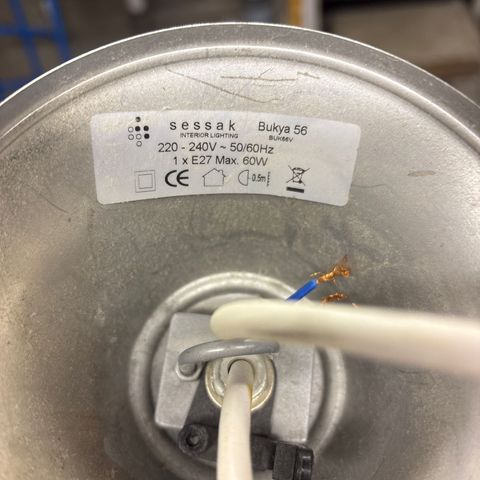 sessak
INTERIOR LIGHTING
Bukya 56
BUK56V
220 - 240V ~ 50/60Hz
1 x E27 Max. 60W
CE
0.5m